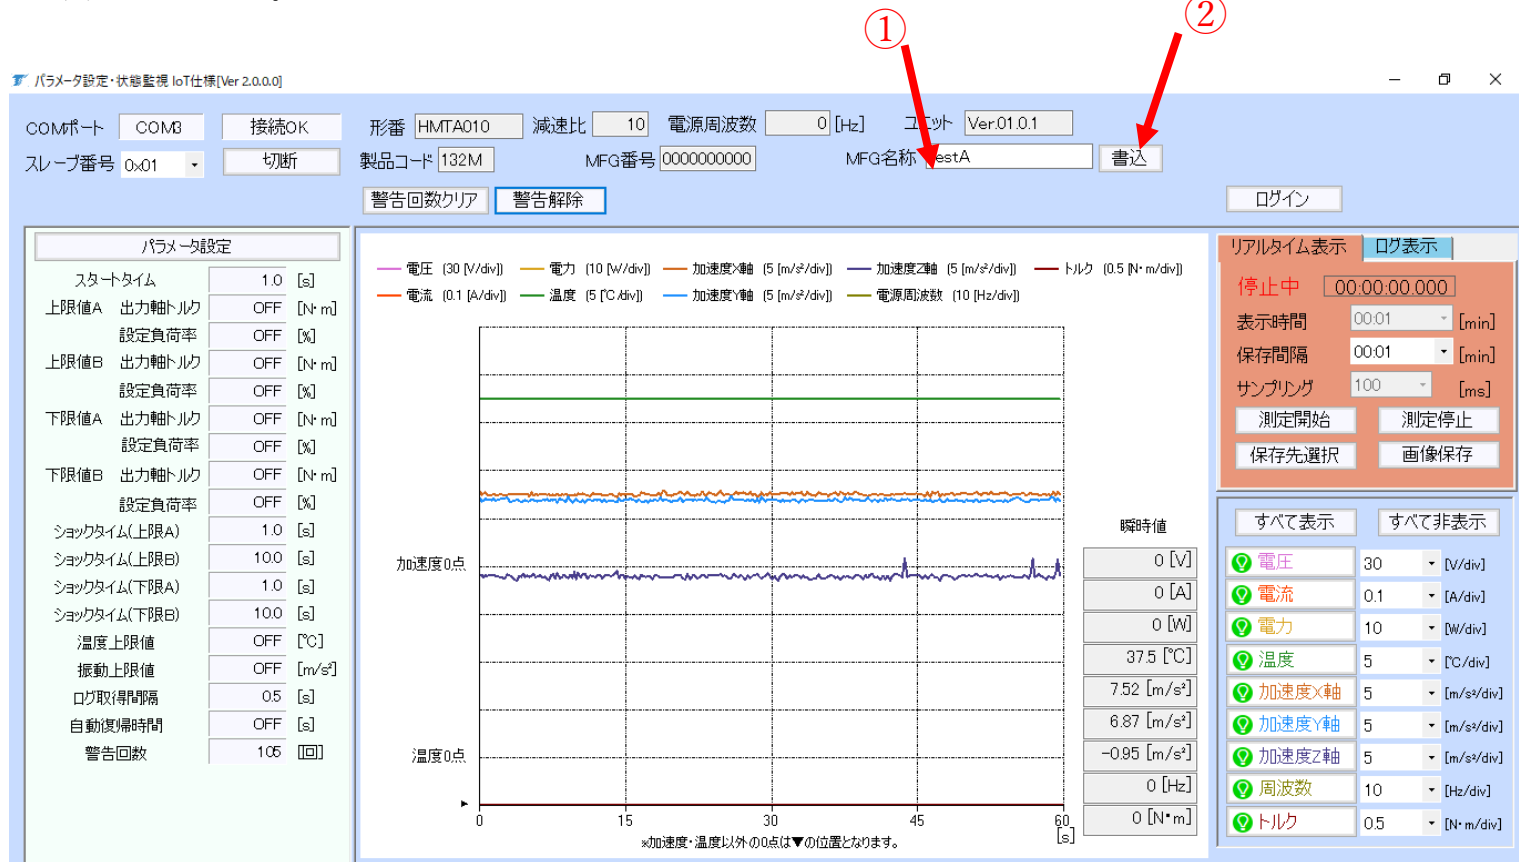 ① ②
パラメータ設定・状態監視 IoT仕様[Ver 2.0.0.0]
COMポート COM3 接続OK 形番 HMTA010 減速比 10 電源周波数 0 [Hz] ユニット Ver.01.0.1
スレーブ番号 0x01 切断 製品コード 132M MFG番号 0000000000 MFG名称 estA 書込
警告回数クリア 警告解除 ログイン
パラメータ設定
スタートタイム 1.0 [s]
上限値A 出力軸トルク OFF [N・m]
設定負荷率 OFF [%]
上限値B 出力軸トルク OFF [N・m]
設定負荷率 OFF [%]
下限値A 出力軸トルク OFF [N・m]
設定負荷率 OFF [%]
下限値B 出力軸トルク OFF [N・m]
設定負荷率 OFF [%]
ショックタイム(上限A) 1.0 [s]
ショックタイム(上限B) 10.0 [s]
ショックタイム(下限A) 1.0 [s]
ショックタイム(下限B) 10.0 [s]
温度上限値 OFF [℃]
振動上限値 OFF [m/s²]
ログ取得間隔 0.5 [s]
自動復帰時間 OFF [s]
警告回数 105 [回]
電圧 (30 [V/div]) 電力 (10 [W/div]) 加速度X軸 (5 [m/s²/div]) 加速度Z軸 (5 [m/s²/div]) トルク (0.5 [N・m/div])
電流 (0.1 [A/div]) 温度 (5 [℃/div]) 加速度Y軸 (5 [m/s²/div]) 電源周波数 (10 [Hz/div])
加速度0点
温度0点
0 15 30 45 60
[s]
※加速度・温度以外の0点は▼の位置となります。
瞬時値
0 [V]
0 [A]
0 [W]
37.5 [℃]
7.52 [m/s²]
6.87 [m/s²]
-0.95 [m/s²]
0 [Hz]
0 [N・m]
リアルタイム表示 ログ表示
停止中 00:00:00.000
表示時間 00:01 [min]
保存間隔 00:01 [min]
サンプリング 100 [ms]
測定開始 測定停止
保存先選択 画像保存
すべて表示 すべて非表示
電圧 30 [V/div]
電流 0.1 [A/div]
電力 10 [W/div]
温度 5 [℃/div]
加速度X軸 5 [m/s²/div]
加速度Y軸 5 [m/s²/div]
加速度Z軸 5 [m/s²/div]
周波数 10 [Hz/div]
トルク 0.5 [N・m/div]